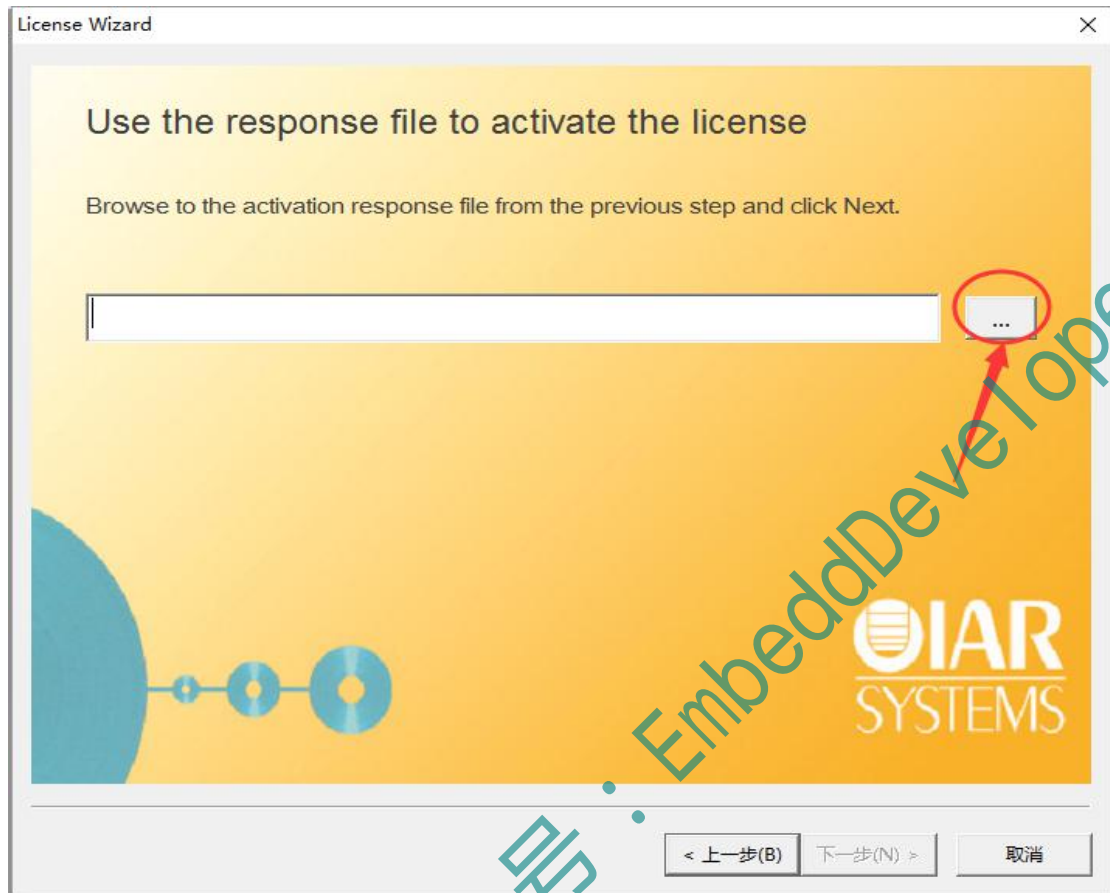 License Wizard
Use the response file to activate the license
Browse to the activation response file from the previous step and click Next.
...
IAR
SYSTEMS
号：EmbeddDeveTope
< 上一步(B)
下一步(N) >
取消